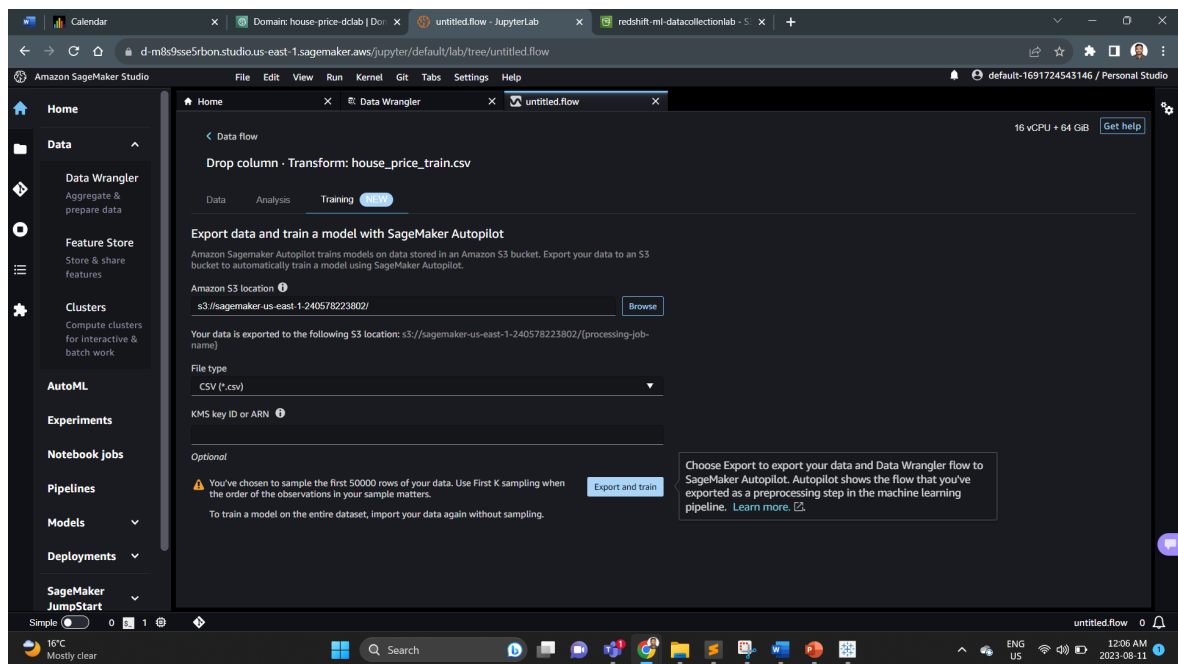 Calendar
Domain: house-price-dclab | Don
untitled.flow - JupyterLab
redshift-ml-datacollectionlab - S
d-m8s9sse5rbon.studio.us-east-1.sagemaker.aws/jupyter/default/lab/tree/untitled.flow
Amazon SageMaker Studio
File Edit View Run Kernel Git Tabs Settings Help
default-1691724543146 / Personal Studio
Home
Data
Data Wrangler
Aggregate &
prepare data
Feature Store
Store & share
features
Clusters
Compute clusters
for interactive &
batch work
AutoML
Experiments
Notebook jobs
Pipelines
Models
Deployments
SageMaker
JumpStart
Home
Data Wrangler
untitled.flow
16 vCPU + 64 GiB
Get help
Data flow
Drop column · Transform: house_price_train.csv
Data
Analysis
Training NEW
Export data and train a model with SageMaker Autopilot
Amazon Sagemaker Autopilot trains models on data stored in an Amazon S3 bucket. Export your data to an S3
bucket to automatically train a model using SageMaker Autopilot.
Amazon S3 location
s3://sagemaker-us-east-1-240578223802/
Browse
Your data is exported to the following S3 location: s3://sagemaker-us-east-1-240578223802/{processing-job-
name}
File type
CSV (*.csv)
KMS key ID or ARN
Optional
You've chosen to sample the first 50000 rows of your data. Use First K sampling when
the order of the observations in your sample matters.
To train a model on the entire dataset, import your data again without sampling.
Export and train
Choose Export to export your data and Data Wrangler flow to
SageMaker Autopilot. Autopilot shows the flow that you've
exported as a preprocessing step in the machine learning
pipeline. Learn more.
Simple 0 1
untitled.flow 0
16°C
Mostly clear
Search
ENG
US
12:06 AM
2023-08-11
1